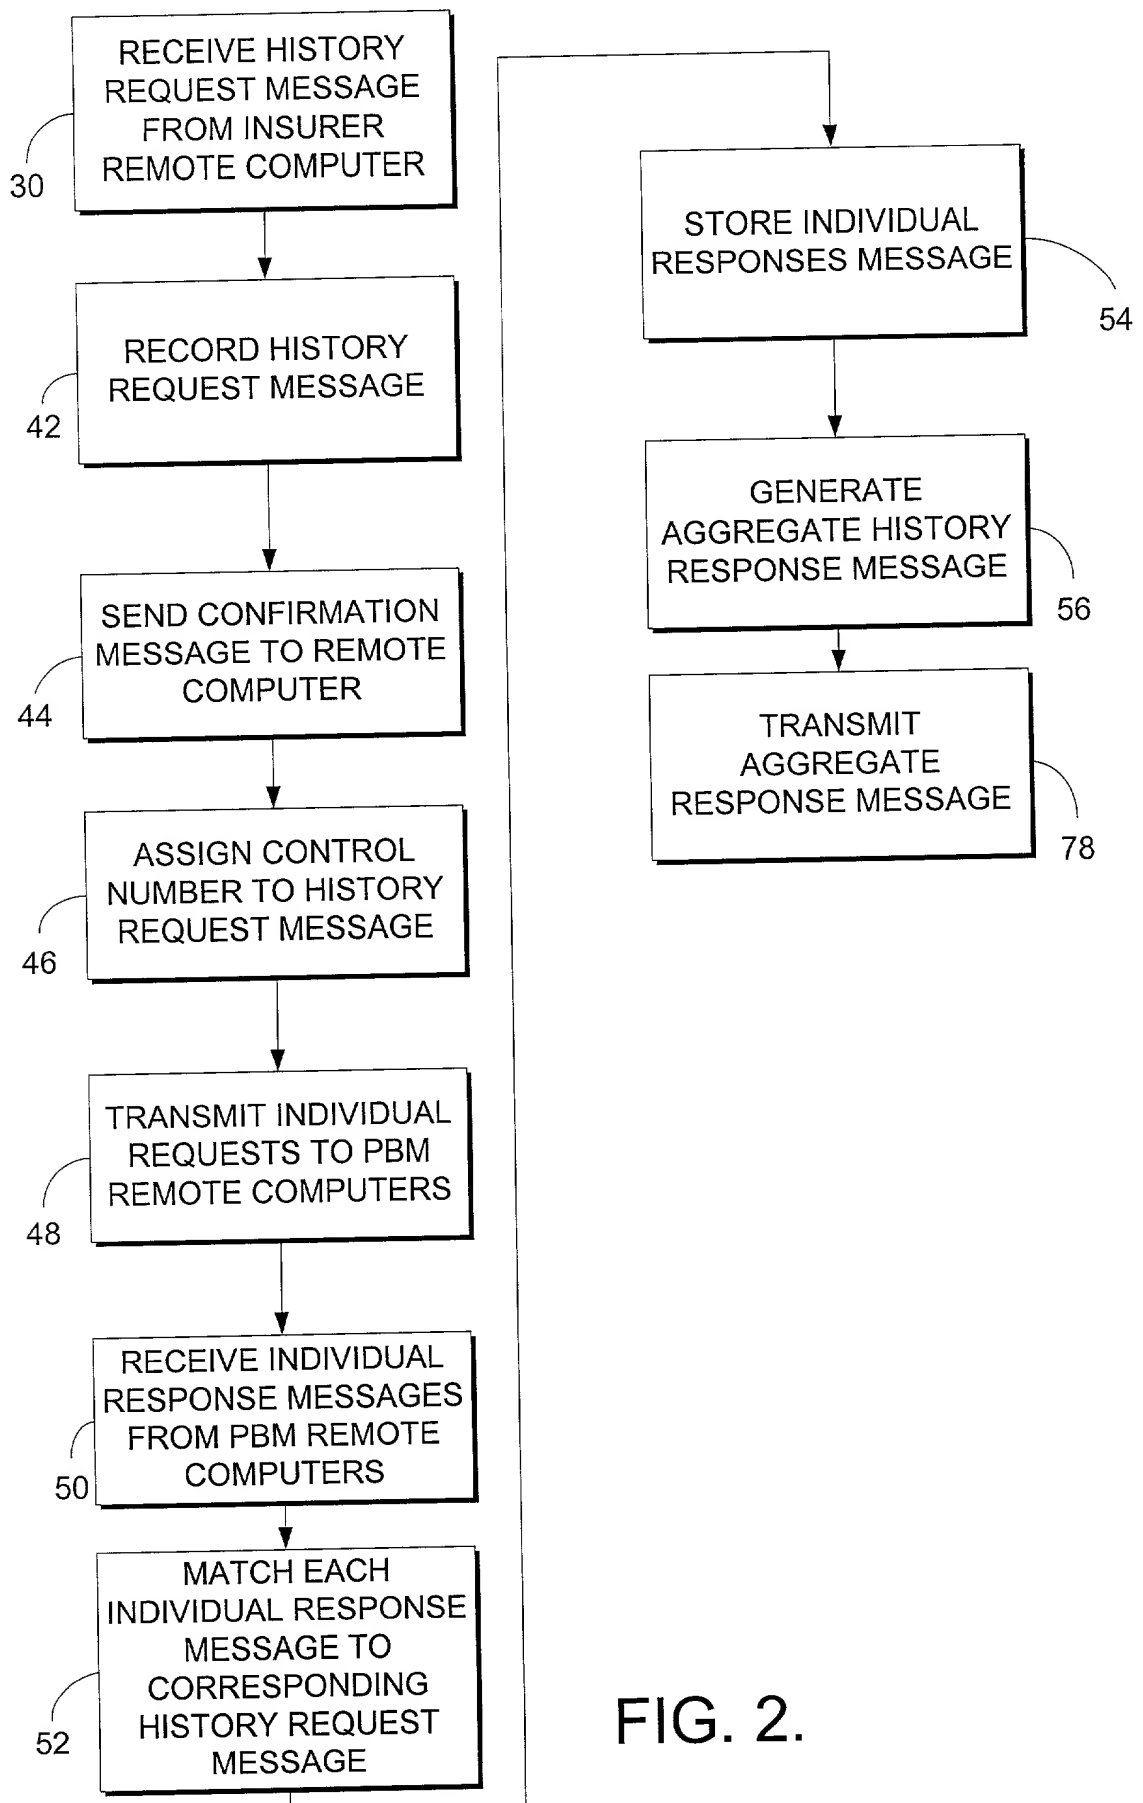 RECEIVE HISTORY
REQUEST MESSAGE
FROM INSURER
REMOTE COMPUTER
30
RECORD HISTORY
REQUEST MESSAGE
42
SEND CONFIRMATION
MESSAGE TO REMOTE
COMPUTER
44
ASSIGN CONTROL
NUMBER TO HISTORY
REQUEST MESSAGE
46
TRANSMIT INDIVIDUAL
REQUESTS TO PBM
REMOTE COMPUTERS
48
RECEIVE INDIVIDUAL
RESPONSE MESSAGES
FROM PBM REMOTE
COMPUTERS
50
MATCH EACH
INDIVIDUAL RESPONSE
MESSAGE TO
CORRESPONDING
HISTORY REQUEST
MESSAGE
52
STORE INDIVIDUAL
RESPONSES MESSAGE
54
GENERATE
AGGREGATE HISTORY
RESPONSE MESSAGE
56
TRANSMIT
AGGREGATE
RESPONSE MESSAGE
78
FIG. 2.